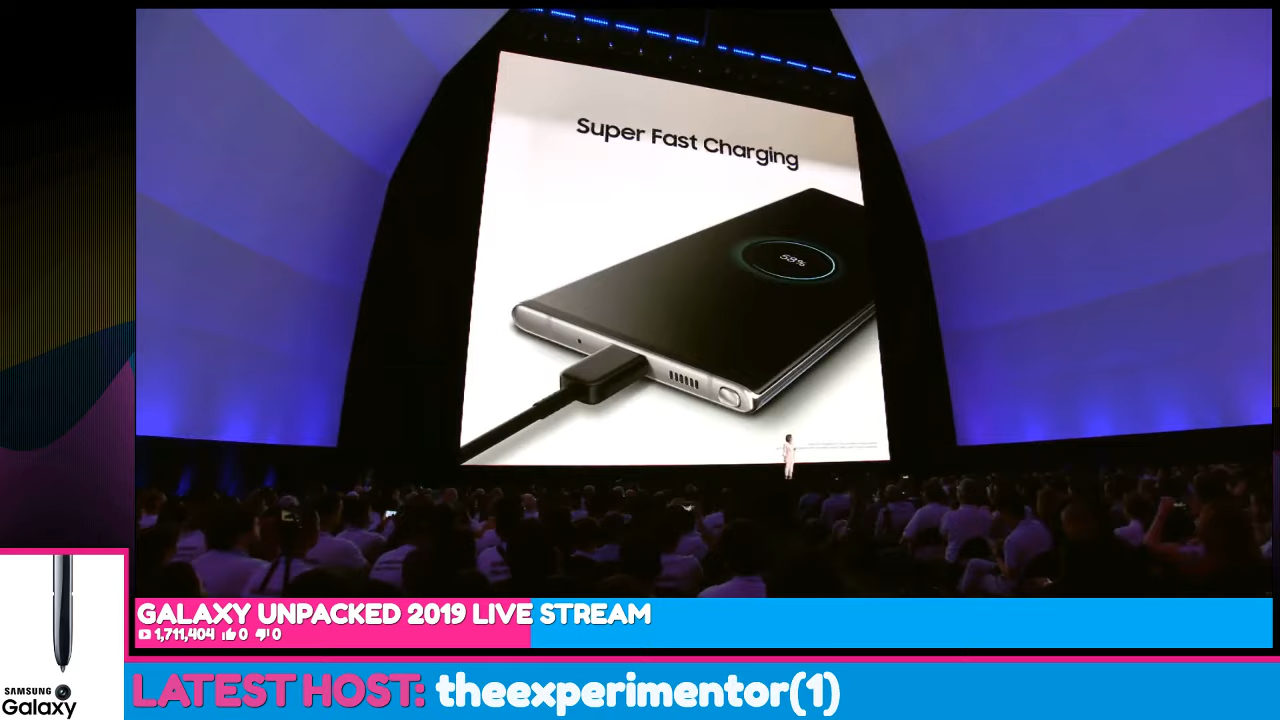 Super Fast Charging
58%
GALAXY UNPACKED 2019 LIVE STREAM
1,711,404 0 0
SAMSUNG
Galaxy
LATEST HOST: theexperimentor(1)